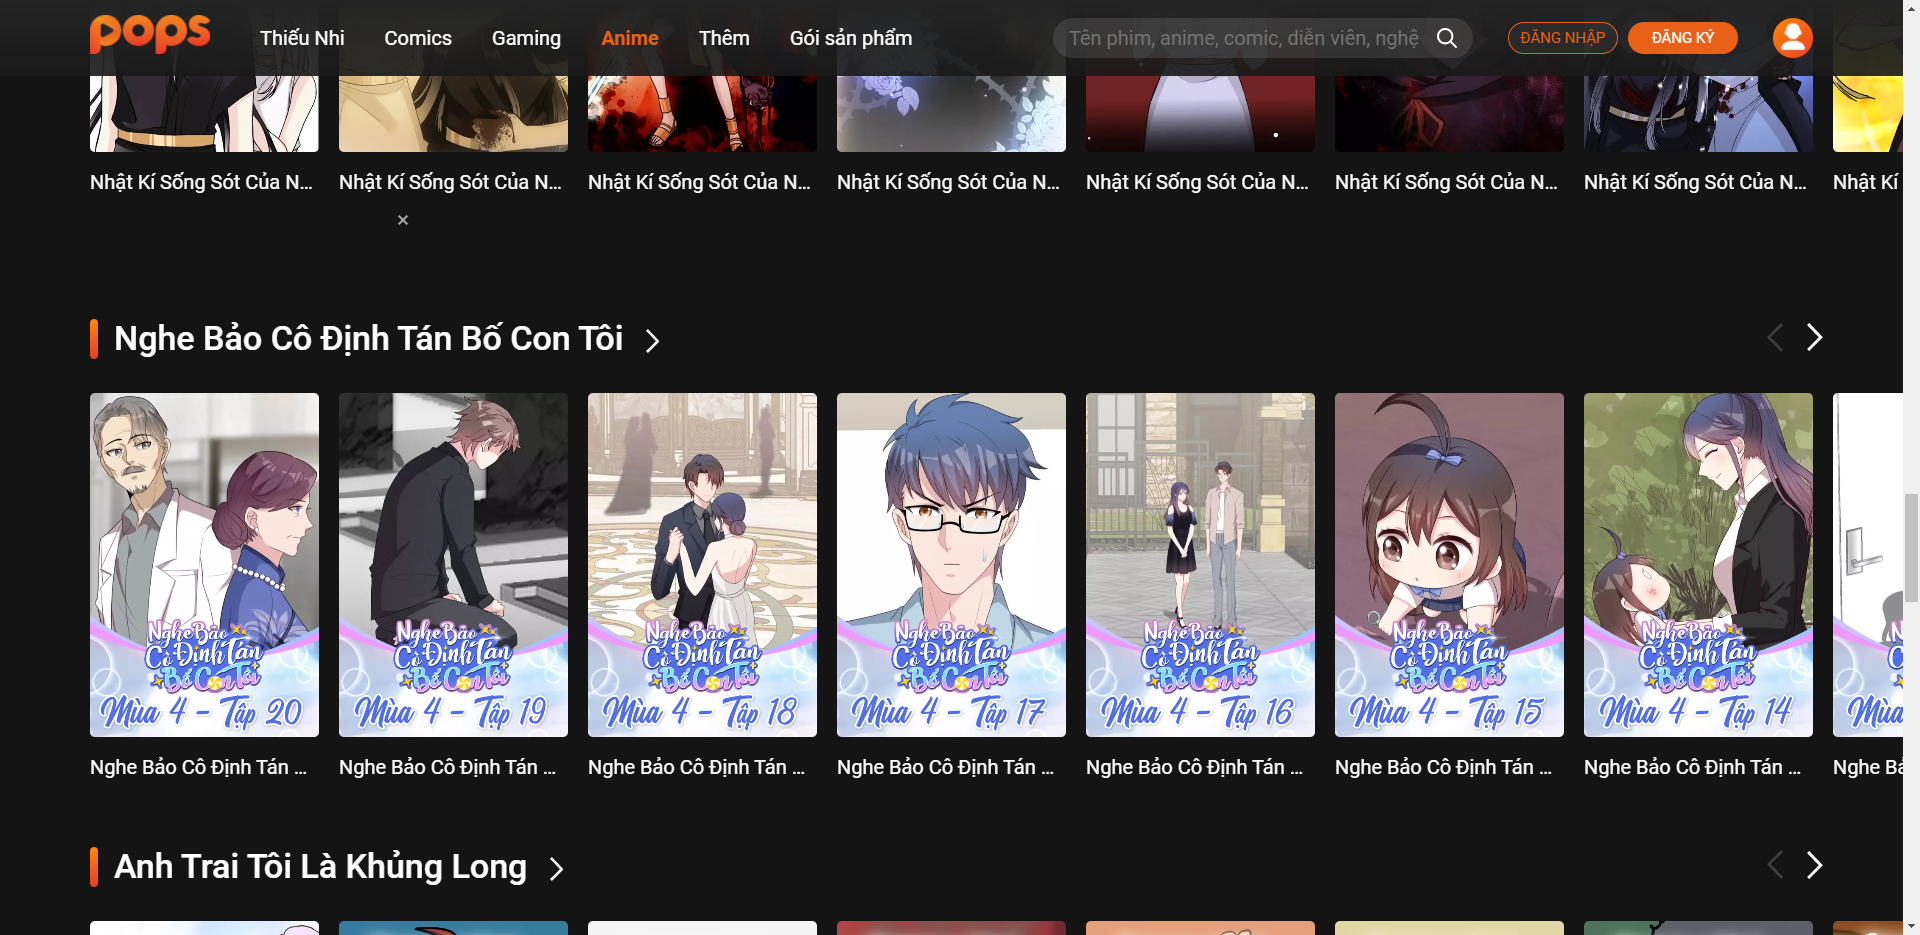 POPS
Thiếu Nhi
Comics
Gaming
Anime
Thêm
Gói sản phẩm
Tên phim, anime, comic, diễn viên, nghệ
ĐĂNG NHẬP
ĐĂNG KÝ
Nhật Kí Sống Sót Của N...
Nhật Kí Sống Sót Của N...
Nhật Kí Sống Sót Của N...
Nhật Kí Sống Sót Của N...
Nhật Kí Sống Sót Của N...
Nhật Kí Sống Sót Của N...
Nhật Kí Sống Sót Của N...
Nhật Kí
Nghe Bảo Cô Định Tán Bố Con Tôi
Nghe Bảo
Cô Định Tán
Bố Con Tôi
Mùa 4 - Tập 20
Nghe Bảo
Cô Định Tán
Bố Con Tôi
Mùa 4 - Tập 19
Nghe Bảo
Cô Định Tán
Bố Con Tôi
Mùa 4 - Tập 18
Nghe Bảo
Cô Định Tán
Bố Con Tôi
Mùa 4 - Tập 17
Nghe Bảo
Cô Định Tán
Bố Con Tôi
Mùa 4 - Tập 16
Nghe Bảo
Cô Định Tán
Bố Con Tôi
Mùa 4 - Tập 15
Nghe Bảo
Cô Định Tán
Bố Con Tôi
Mùa 4 - Tập 14
Mùa
Nghe Bảo Cô Định Tán ...
Nghe Bảo Cô Định Tán ...
Nghe Bảo Cô Định Tán ...
Nghe Bảo Cô Định Tán ...
Nghe Bảo Cô Định Tán ...
Nghe Bảo Cô Định Tán ...
Nghe Bảo Cô Định Tán ...
Nghe
Anh Trai Tôi Là Khủng Long